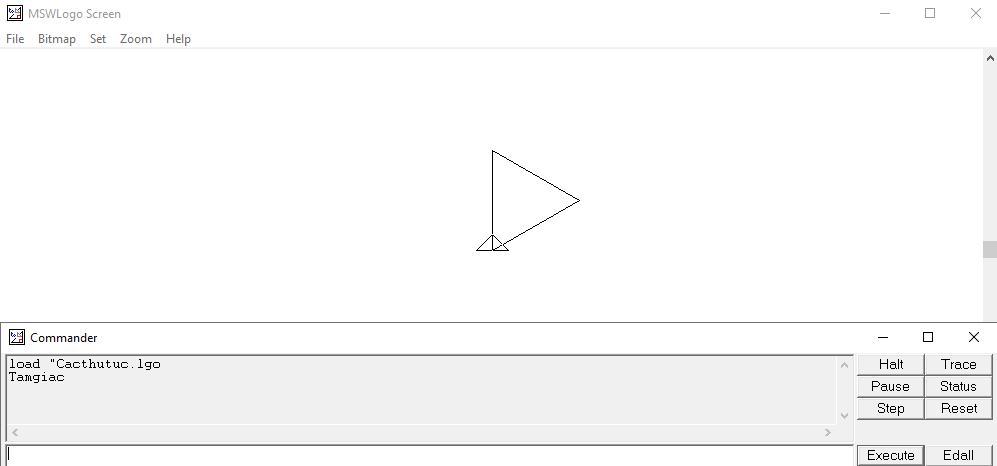 MSWLogo Screen
File Bitmap Set Zoom Help
Commander
load "Cacthutuc.lgo
Tamgiac
Halt Trace
Pause Status
Step Reset
Execute Edall